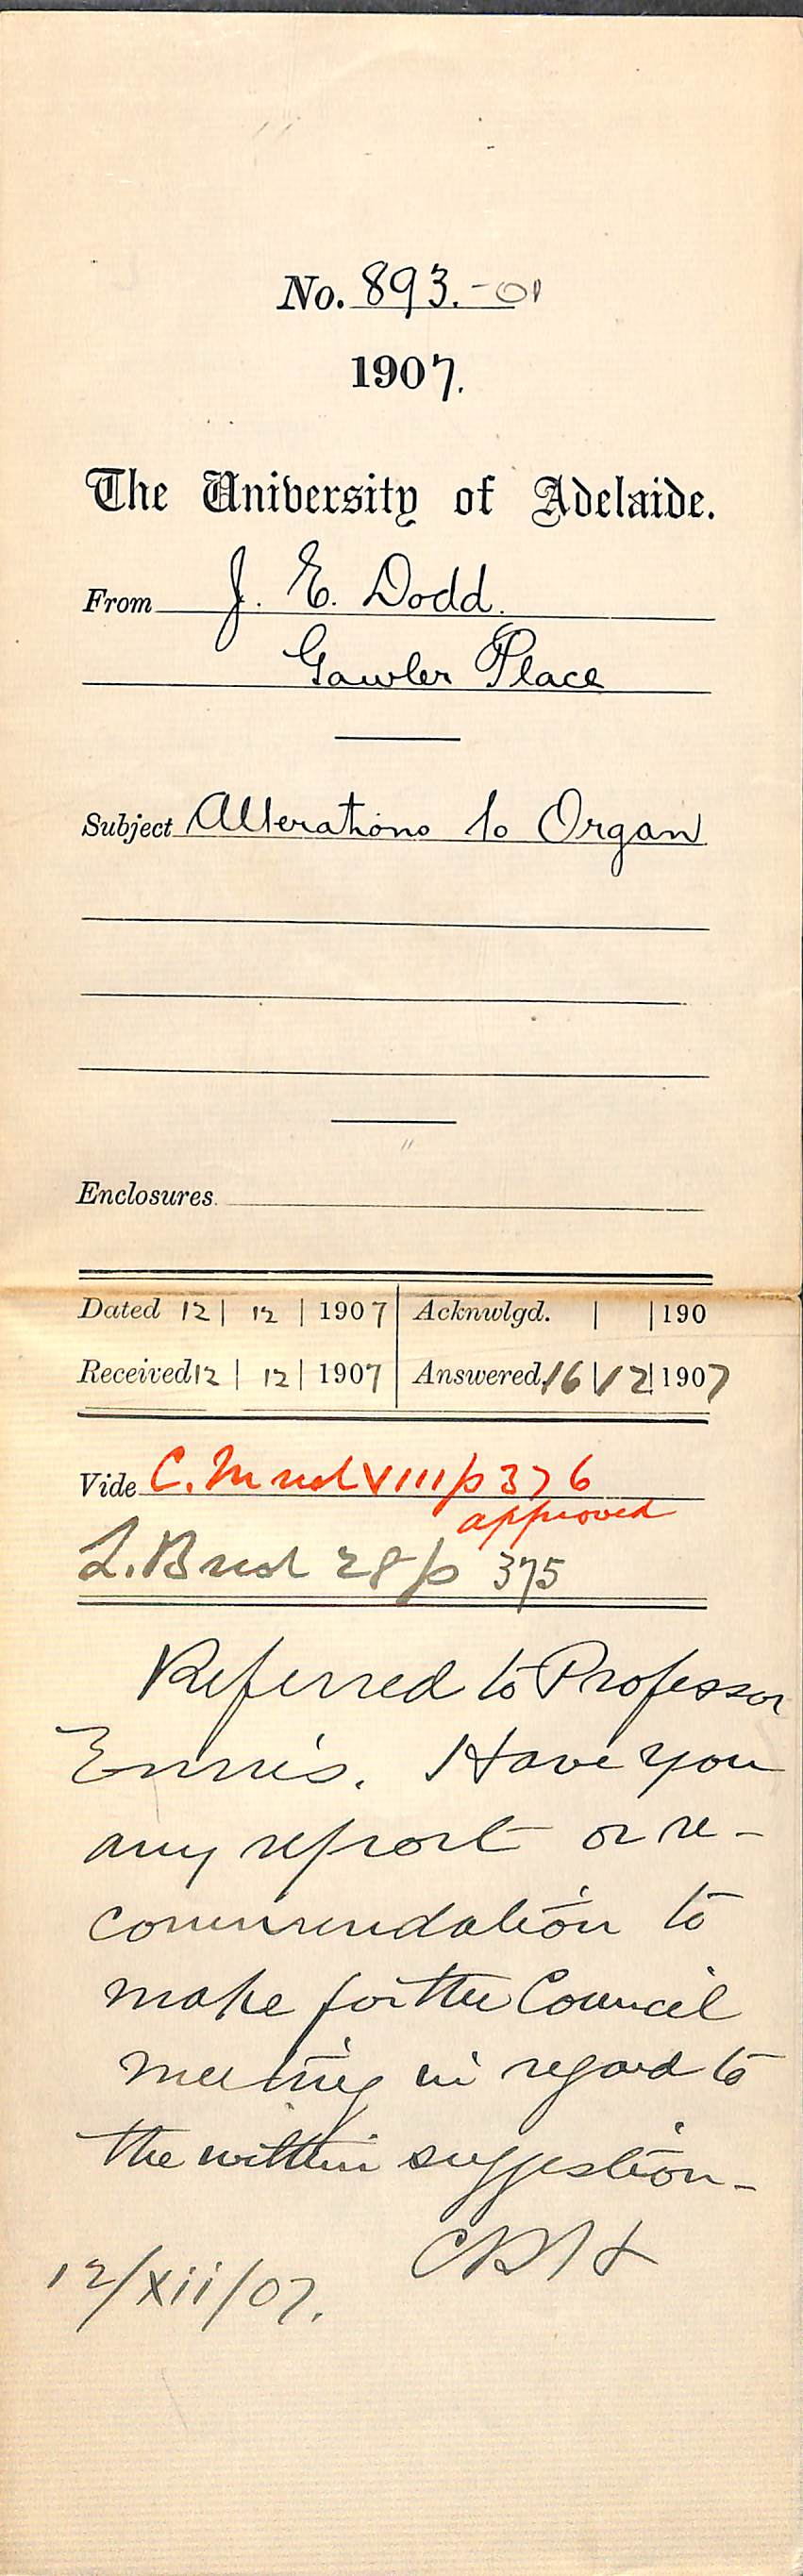 No. 893.-01
1907.
The University of Adelaide.
From J. E. Dodd.
Gawler Place
Subject Alterations to Organ
Enclosures.
Dated 12 | 12 | 1907 Acknwlgd. | | 190
Received 12 | 12 | 1907 Answered 16 | 12 | 1907
Vide C. M vol VIII p 376
approved
L. B vol 28 p 375
Referred to Professor
Ennis. Have you
any report or re-
commendation to
make for the Council
meeting in regard to
the within suggestion-
12/xii/07.